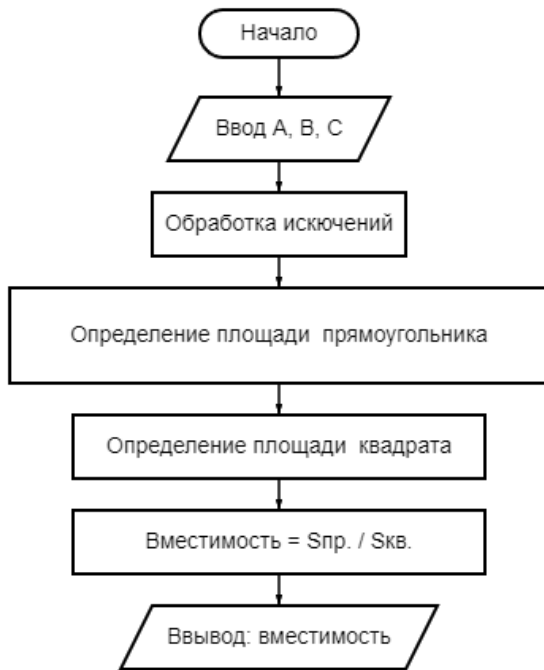 Начало
Ввод A, B, C
Обработка искючений
Определение площади прямоугольника
Определение площади квадрата
Вместимость = Sпр. / Sкв.
Ввывод: вместимость